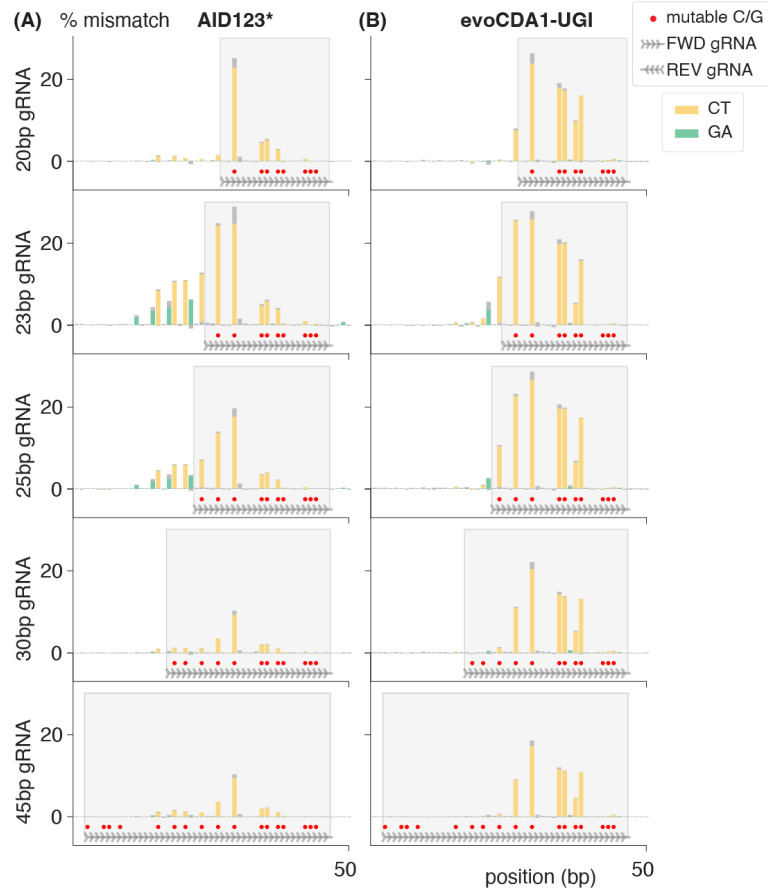 (A) % mismatch AID123*
(B) evoCDA1-UGI
mutable C/G
FWD gRNA
REV gRNA
CT
GA
20bp gRNA
20
0
23bp gRNA
20
0
25bp gRNA
20
0
30bp gRNA
20
0
45bp gRNA
20
0
50
position (bp)
50